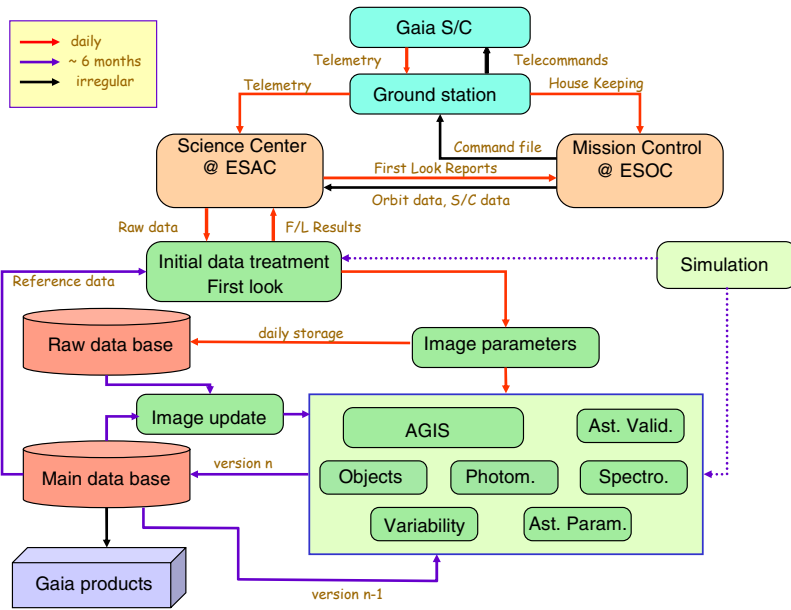 daily
~ 6 months
irregular
Gaia S/C
Telemetry
Telecommands
Telemetry
Ground station
House Keeping
Science Center
@ ESAC
Command file
Mission Control
@ ESOC
First Look Reports
Orbit data, S/C data
Raw data
F/L Results
Reference data
Initial data treatment
First look
Simulation
Raw data base
daily storage
Image parameters
Image update
AGIS
Ast. Valid.
Main data base
version n
Objects
Photom.
Spectro.
Variability
Ast. Param.
Gaia products
version n-1